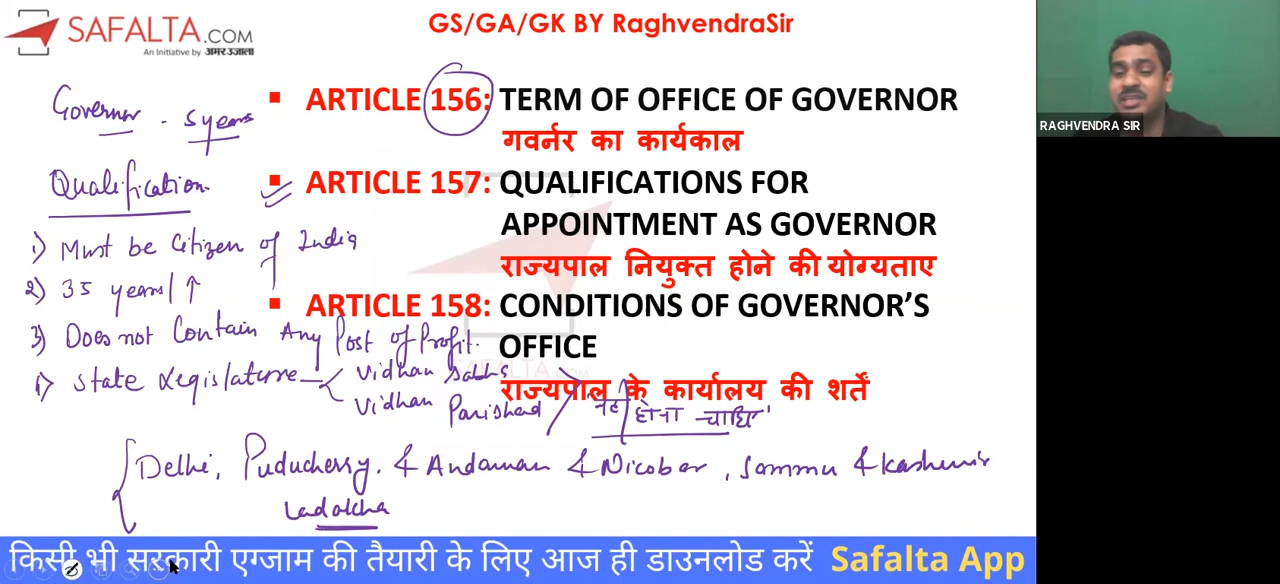 SAFALTA.COM
An Initiative by अमर उजाला
GS/GA/GK BY RaghvendraSir
RAGHVENDRA SIR
Governor - 5 years
▪ ARTICLE 156: TERM OF OFFICE OF GOVERNOR
गवर्नर का कार्यकाल
Qualification
▪ ARTICLE 157: QUALIFICATIONS FOR
APPOINTMENT AS GOVERNOR
राज्यपाल नियुक्त होने की योग्यताए
1) Must be Citizen of India
2) 35 years/↑
▪ ARTICLE 158: CONDITIONS OF GOVERNOR’S
OFFICE
राज्यपाल के कार्यालय की शर्तें
3) Does not Contain Any Post of Profit.
State Legislature
Vidhan Sabha
Vidhan Parishad
होना
Delhi, Puducherry, & Andaman & Nicobar, Jammu & Kashmir
Ladakha
किसी भी सरकारी एग्जाम की तैयारी के लिए आज ही डाउनलोड करें Safalta App